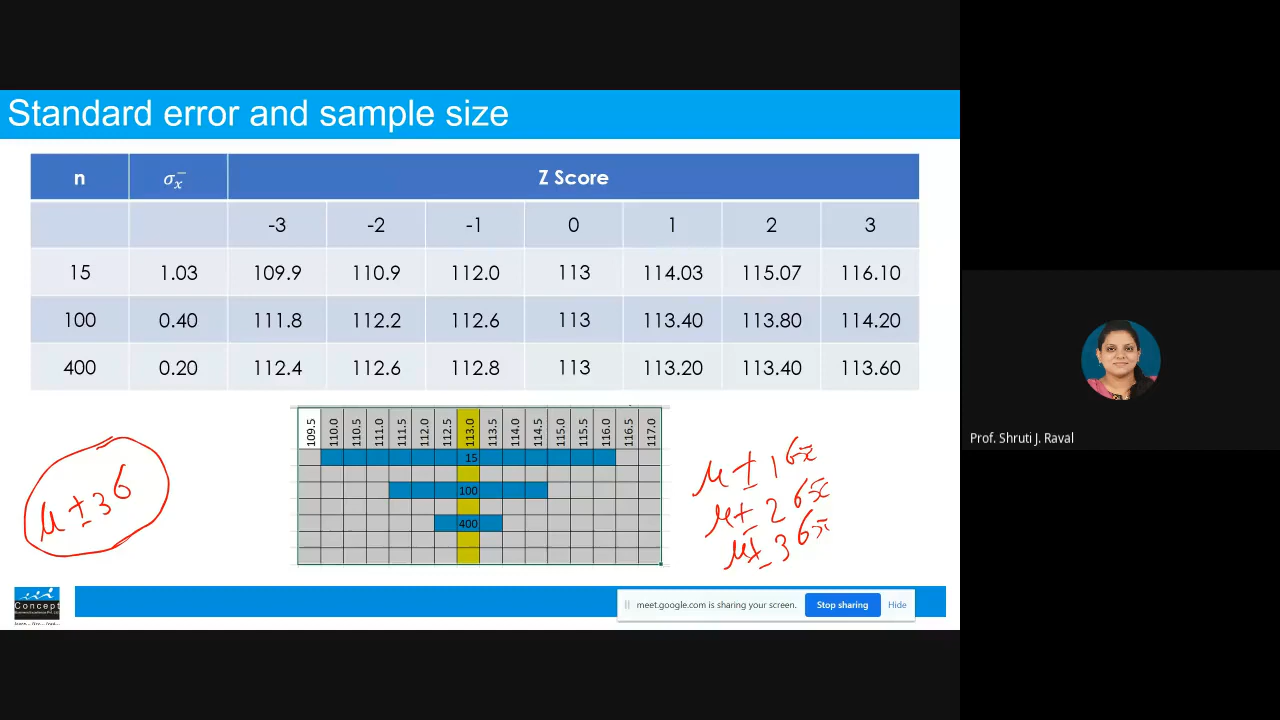 Standard error and sample size
n σx̄ Z Score
-3 -2 -1 0 1 2 3
15 1.03 109.9 110.9 112.0 113 114.03 115.07 116.10
100 0.40 111.8 112.2 112.6 113 113.40 113.80 114.20
400 0.20 112.4 112.6 112.8 113 113.20 113.40 113.60
109.5 110.0 110.5 111.0 111.5 112.0 112.5 113.0 113.5 114.0 114.5 115.0 115.5 116.0 116.5 117.0
15
100
400
μ ± 3σ
μ ± 1σx̄
μ ± 2σx̄
μ ± 3σx̄
Prof. Shruti J. Raval
Concept
meet.google.com is sharing your screen. Stop sharing Hide